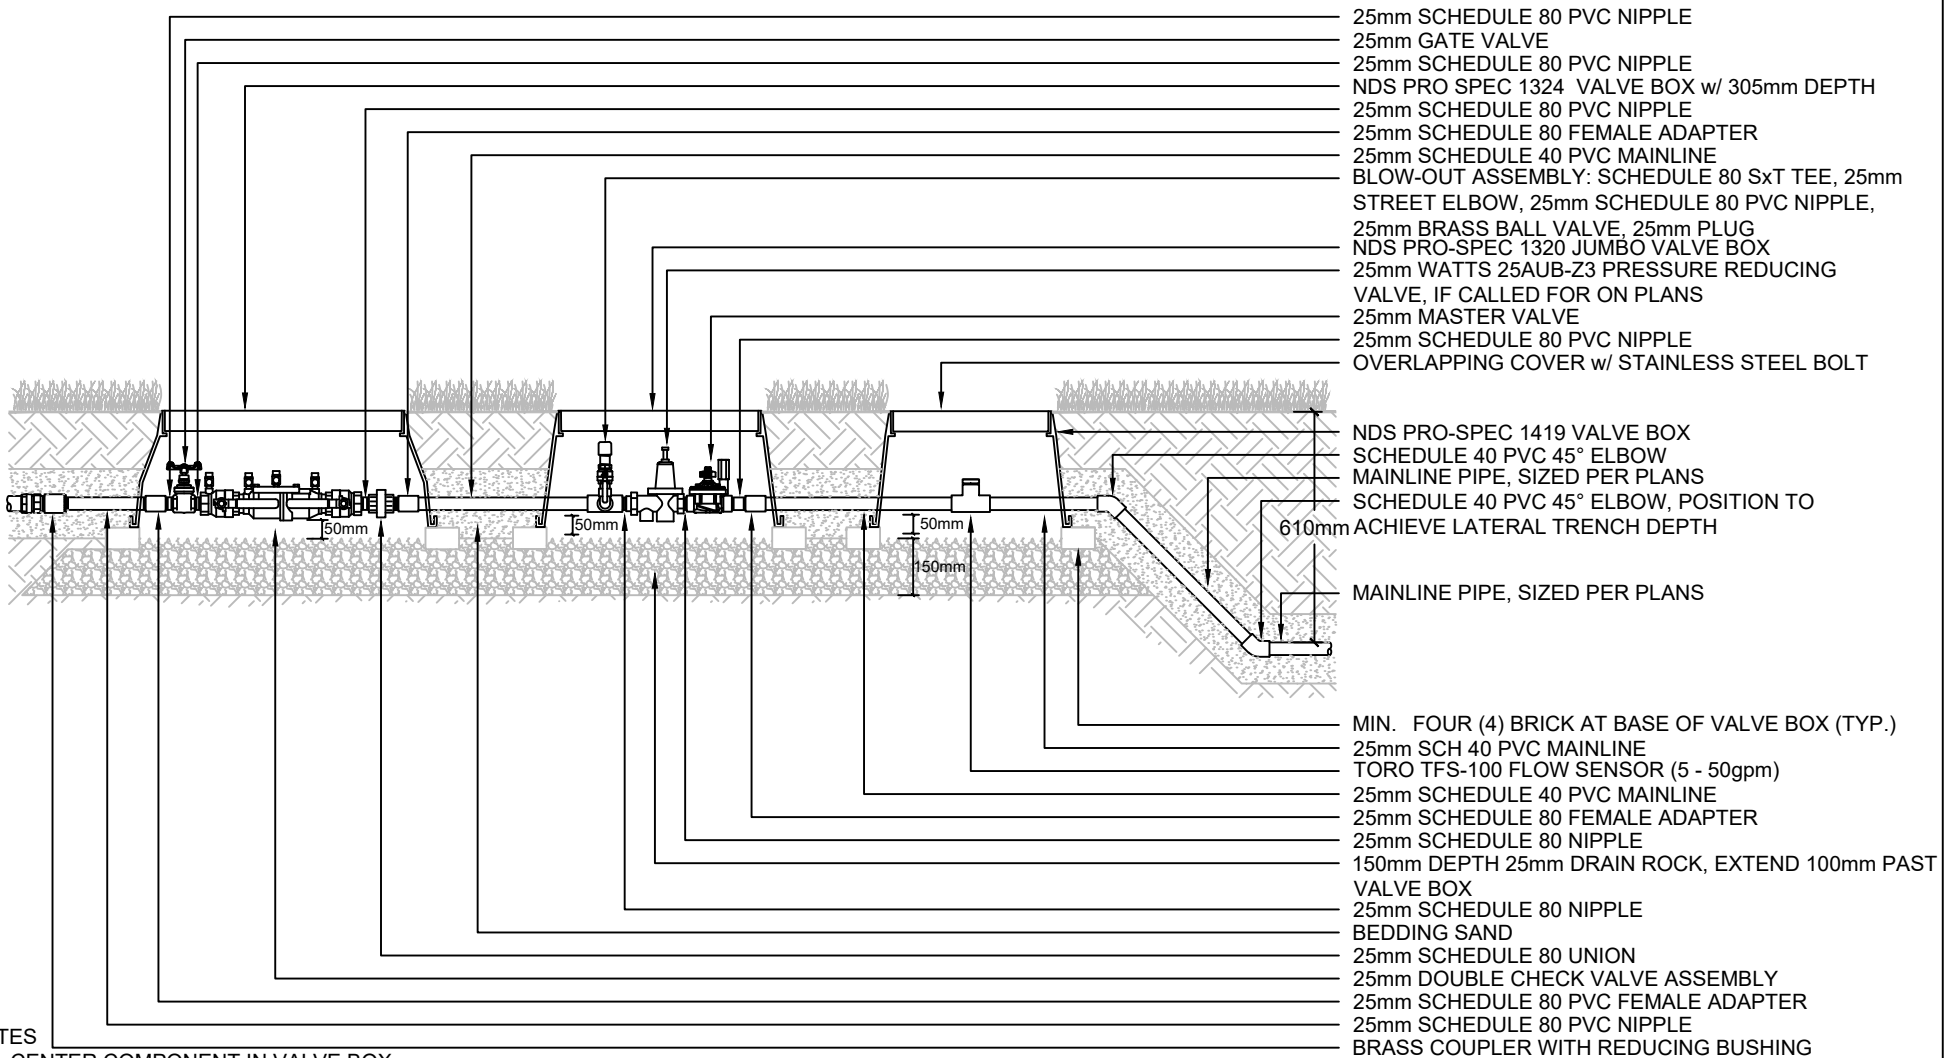 25mm SCHEDULE 80 PVC NIPPLE
25mm GATE VALVE
25mm SCHEDULE 80 PVC NIPPLE
NDS PRO SPEC 1324 VALVE BOX w/ 305mm DEPTH
25mm SCHEDULE 80 PVC NIPPLE
25mm SCHEDULE 80 FEMALE ADAPTER
25mm SCHEDULE 40 PVC MAINLINE
BLOW-OUT ASSEMBLY: SCHEDULE 80 SxT TEE, 25mm
STREET ELBOW, 25mm SCHEDULE 80 PVC NIPPLE,
25mm BRASS BALL VALVE, 25mm PLUG
NDS PRO-SPEC 1320 JUMBO VALVE BOX
25mm WATTS 25AUB-Z3 PRESSURE REDUCING
VALVE, IF CALLED FOR ON PLANS
25mm MASTER VALVE
25mm SCHEDULE 80 PVC NIPPLE
OVERLAPPING COVER w/ STAINLESS STEEL BOLT
NDS PRO-SPEC 1419 VALVE BOX
SCHEDULE 40 PVC 45° ELBOW
MAINLINE PIPE, SIZED PER PLANS
SCHEDULE 40 PVC 45° ELBOW, POSITION TO
ACHIEVE LATERAL TRENCH DEPTH
610mm
50mm
50mm
50mm
150mm
MAINLINE PIPE, SIZED PER PLANS
MIN. FOUR (4) BRICK AT BASE OF VALVE BOX (TYP.)
25mm SCH 40 PVC MAINLINE
TORO TFS-100 FLOW SENSOR (5 - 50gpm)
25mm SCHEDULE 40 PVC MAINLINE
25mm SCHEDULE 80 FEMALE ADAPTER
25mm SCHEDULE 80 NIPPLE
150mm DEPTH 25mm DRAIN ROCK, EXTEND 100mm PAST
VALVE BOX
25mm SCHEDULE 80 NIPPLE
BEDDING SAND
25mm SCHEDULE 80 UNION
25mm DOUBLE CHECK VALVE ASSEMBLY
25mm SCHEDULE 80 PVC FEMALE ADAPTER
25mm SCHEDULE 80 PVC NIPPLE
BRASS COUPLER WITH REDUCING BUSHING
TES
CENTER COMPONENT IN VALVE BOX